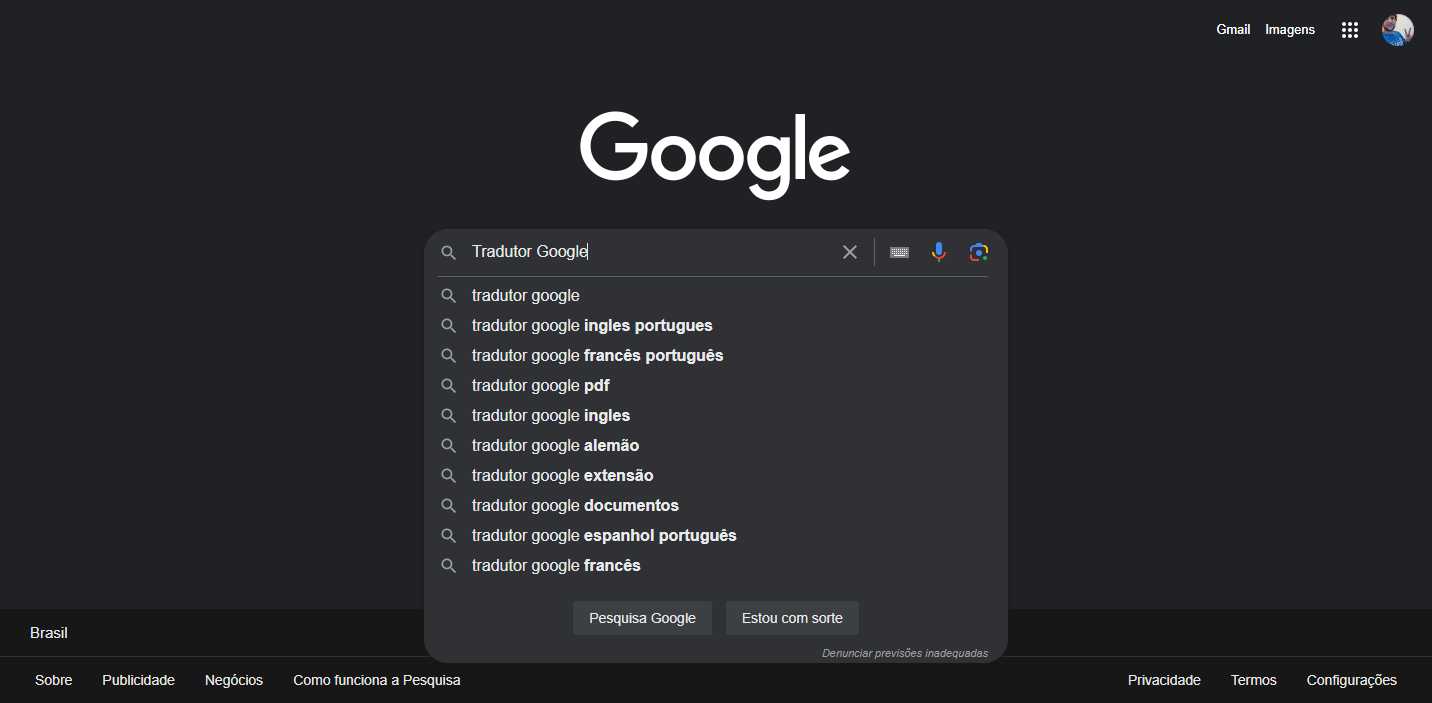 Gmail Imagens
Google
Tradutor Google
tradutor google
tradutor google ingles portugues
tradutor google francês português
tradutor google pdf
tradutor google ingles
tradutor google alemão
tradutor google extensão
tradutor google documentos
tradutor google espanhol português
tradutor google francês
Pesquisa Google Estou com sorte
Brasil
Denunciar previsões inadequadas
Sobre Publicidade Negócios Como funciona a Pesquisa Privacidade Termos Configurações